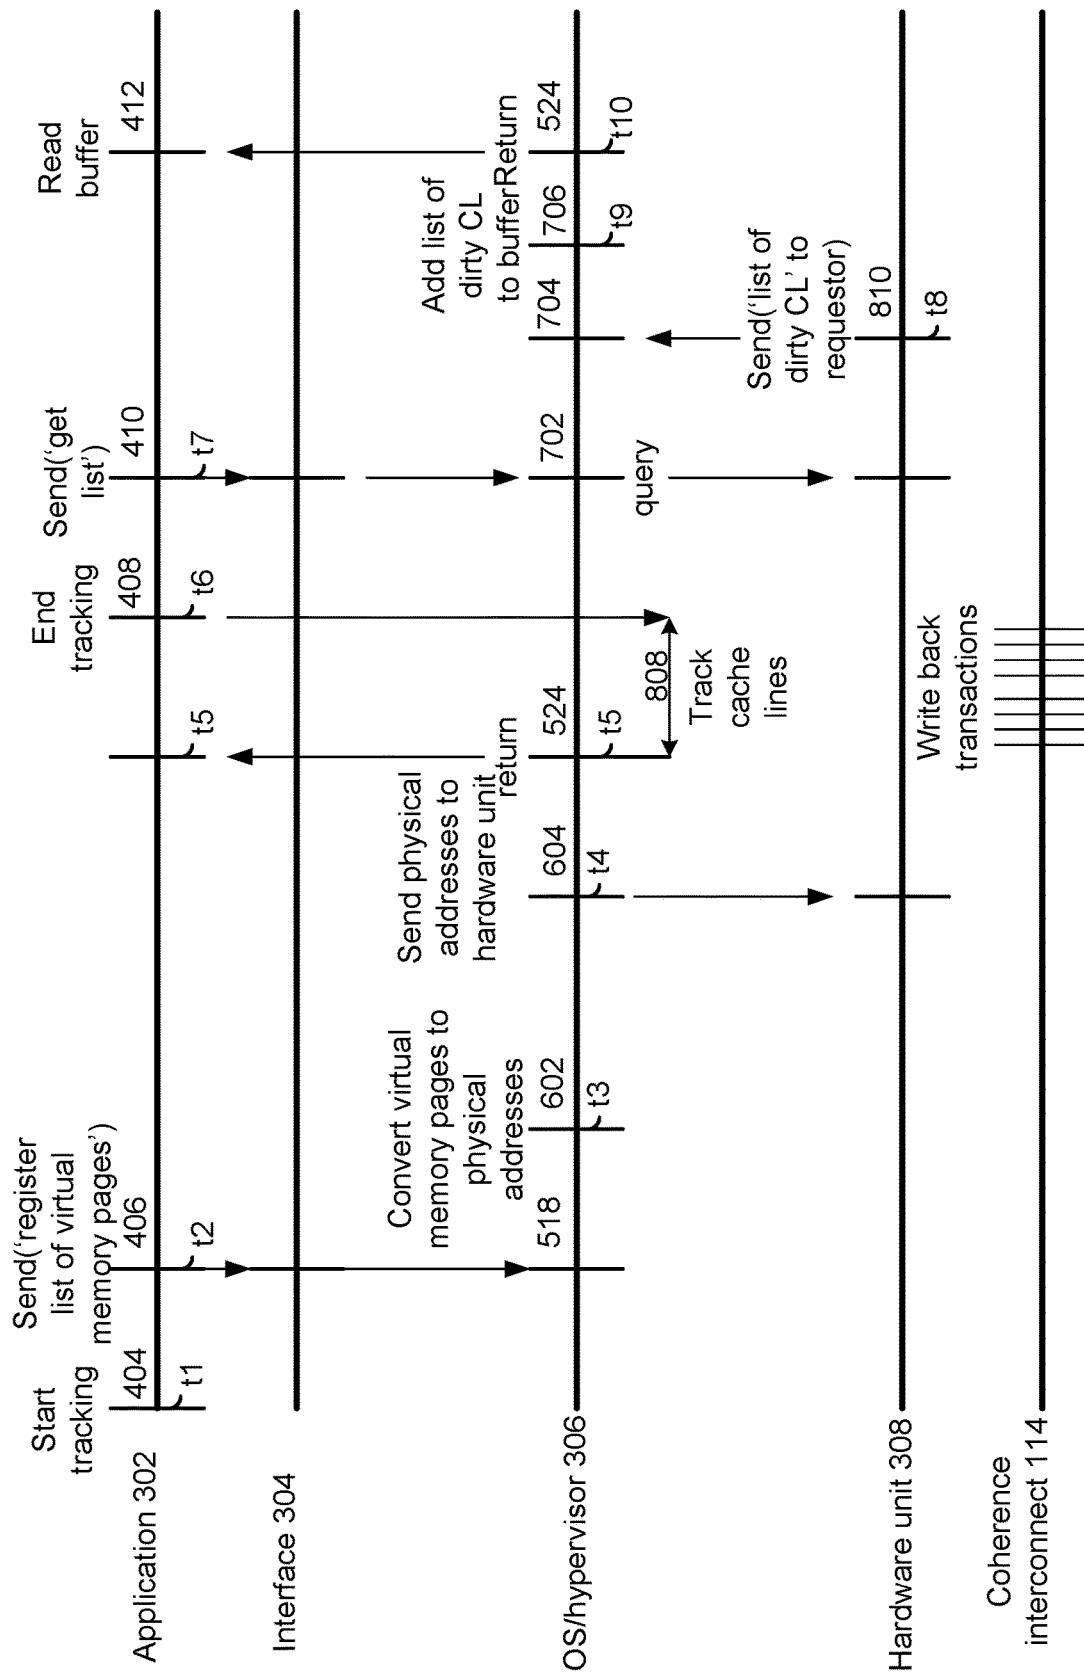 Start
tracking
404
t1
Send('register
list of virtual
memory pages')
406
t2
t5
End
tracking
408
t6
Send('get
list')
410
t7
Read
buffer
412
Application 302
Interface 304
Convert virtual
memory pages to
physical
addresses
518
602
t3
Send physical
addresses to
hardware unit
604
t4
return
524
t5
808
Track
cache
lines
702
query
704
Add list of
dirty CL
to buffer
706
t9
Return
524
t10
OS/hypervisor 306
Send('list of
dirty CL' to
requestor)
810
t8
Hardware unit 308
Write back
transactions
Coherence
interconnect 114